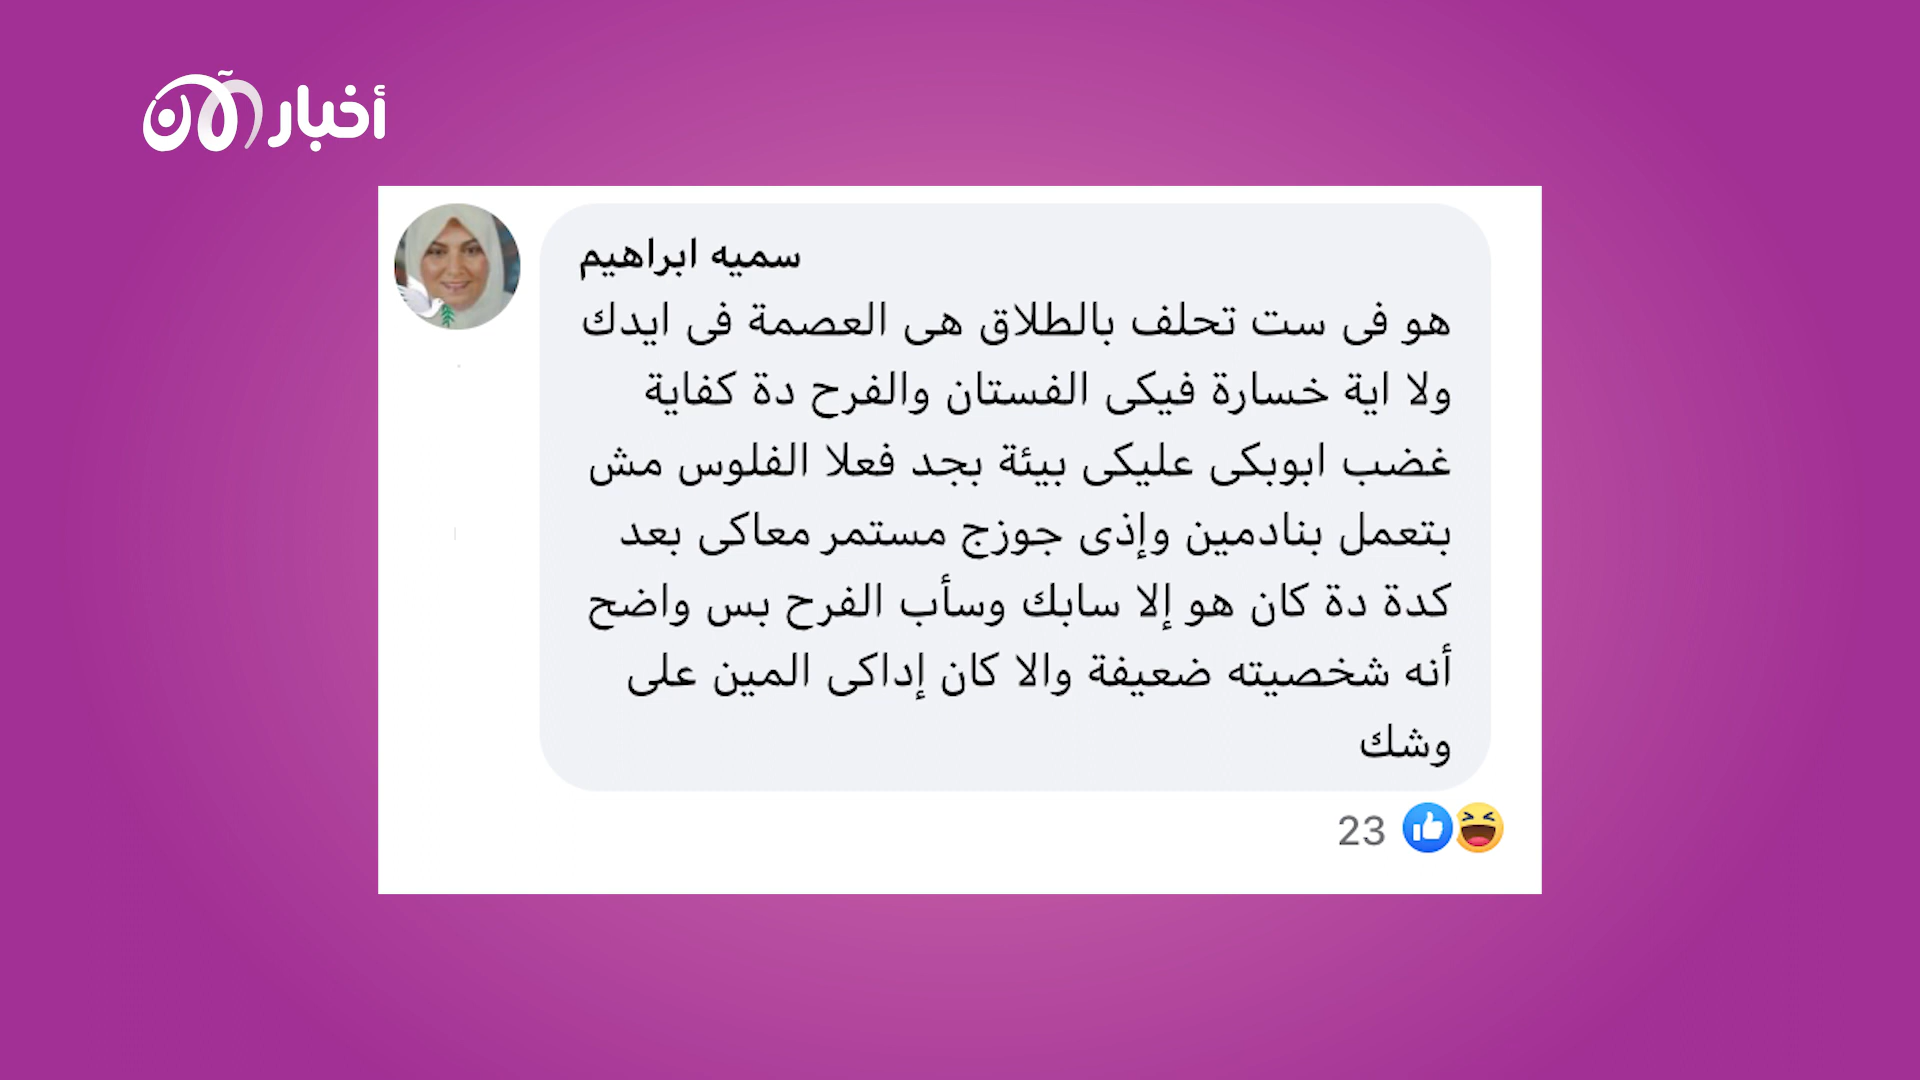 أخبار الآن
سميه ابراهيم
هو فى ست تحلف بالطلاق هى العصمة فى ايدك
ولا اية خسارة فيكى الفستان والفرح دة كفاية
غضب ابوبكى عليكى بيئة بجد فعلا الفلوس مش
بتعمل بنادمين وإذى جوزج مستمر معاكى بعد
كدة دة كان هو إلا سابك وسأب الفرح بس واضح
أنه شخصيته ضعيفة والا كان إداكى المين على
وشك
23